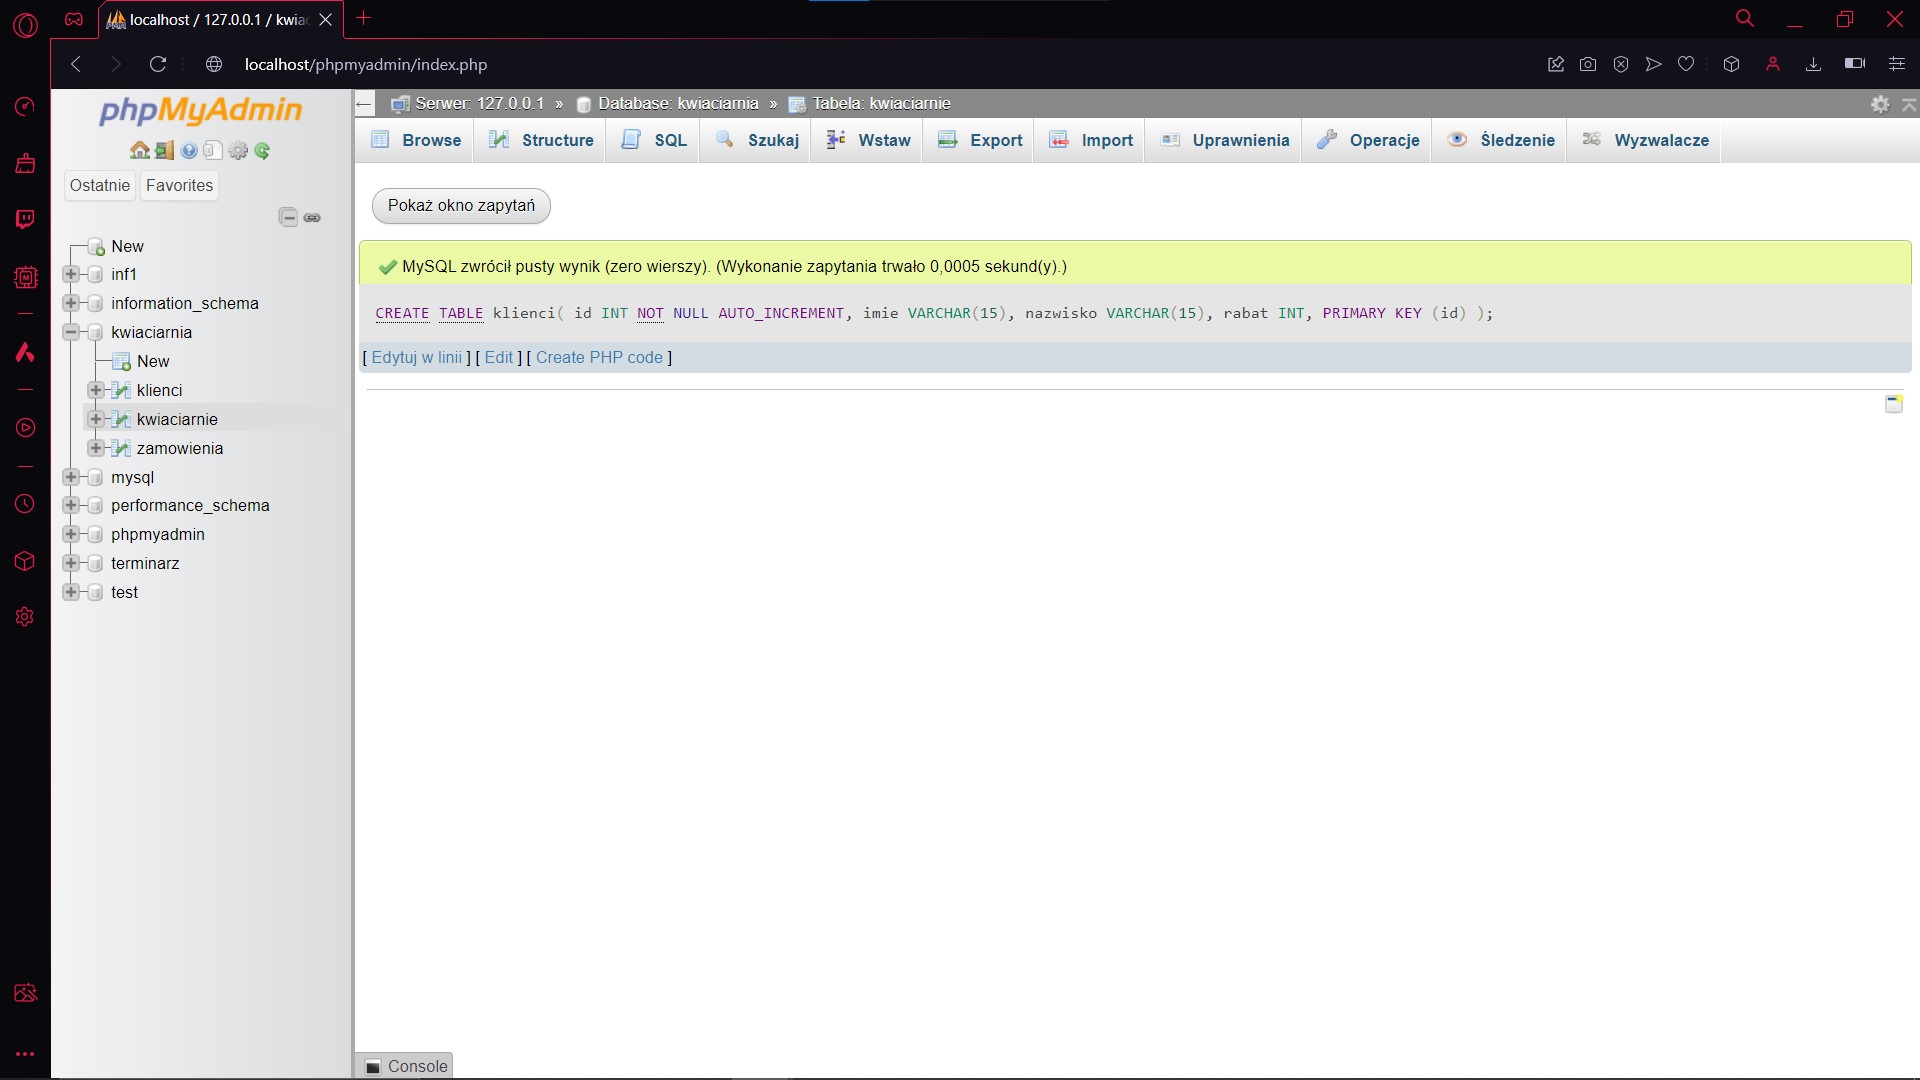 localhost / 127.0.0.1 / kwia
localhost/phpmyadmin/index.php
phpMyAdmin
Ostatnie
Favorites
New
inf1
information_schema
kwiaciarnia
New
klienci
kwiaciarnie
zamowienia
mysql
performance_schema
phpmyadmin
terminarz
test
Serwer: 127.0.0.1 » Database: kwiaciarnia » Tabela: kwiaciarnie
Browse Structure SQL Szukaj Wstaw Export Import Uprawnienia Operacje Śledzenie Wyzwalacze
Pokaż okno zapytań
MySQL zwrócił pusty wynik (zero wierszy). (Wykonanie zapytania trwało 0,0005 sekund(y).)
CREATE TABLE klienci( id INT NOT NULL AUTO_INCREMENT, imie VARCHAR(15), nazwisko VARCHAR(15), rabat INT, PRIMARY KEY (id) );
[ Edytuj w linii ] [ Edit ] [ Create PHP code ]
Console